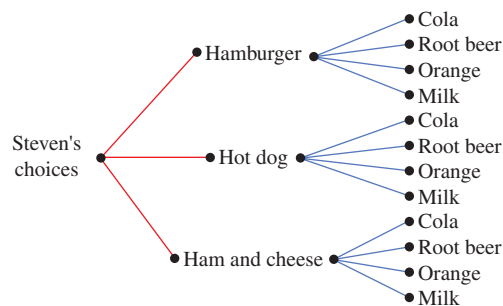 Steven's
choices
Hamburger
Cola
Root beer
Orange
Milk
Hot dog
Cola
Root beer
Orange
Milk
Ham and cheese
Cola
Root beer
Orange
Milk